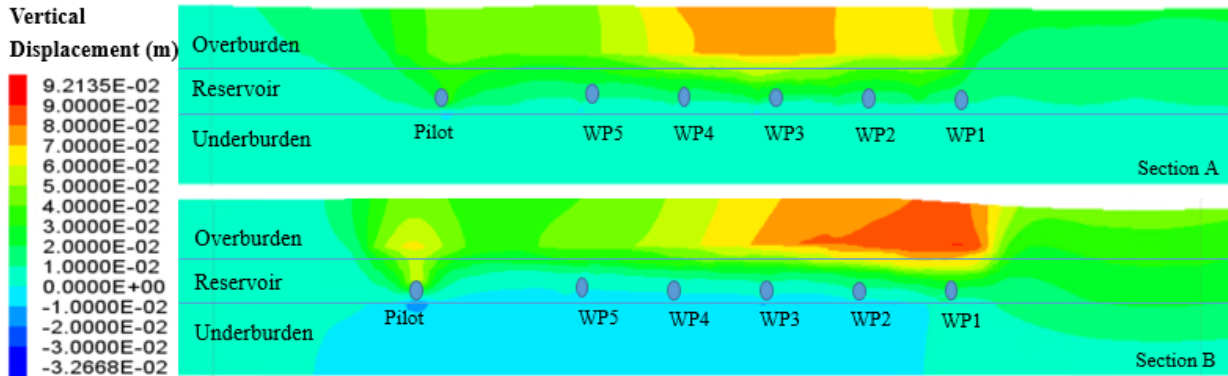 Vertical
Displacement (m)
9.2135E-02
9.0000E-02
8.0000E-02
7.0000E-02
6.0000E-02
5.0000E-02
4.0000E-02
3.0000E-02
2.0000E-02
1.0000E-02
0.0000E+00
-1.0000E-02
-2.0000E-02
-3.0000E-02
-3.2668E-02
Overburden
Reservoir
Pilot WP5 WP4 WP3 WP2 WP1
Underburden
Section A
Overburden
Reservoir
Pilot WP5 WP4 WP3 WP2 WP1
Underburden
Section B